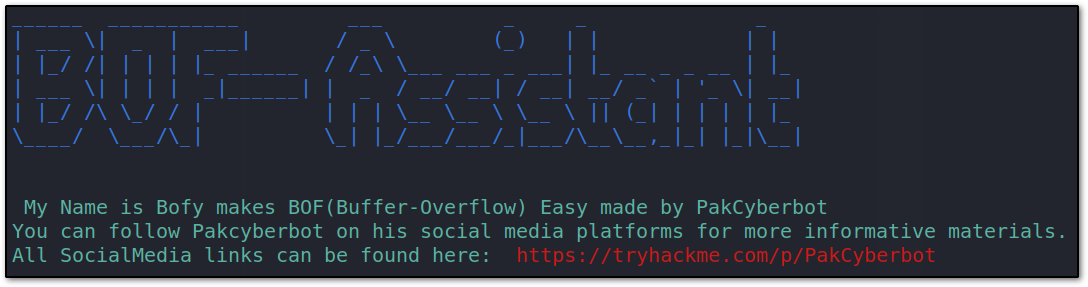 BOF-Assistant
My Name is Bofy makes BOF(Buffer-Overflow) Easy made by PakCyberbot
You can follow Pakcyberbot on his social media platforms for more informative materials.
All SocialMedia links can be found here: https://tryhackme.com/p/PakCyberbot